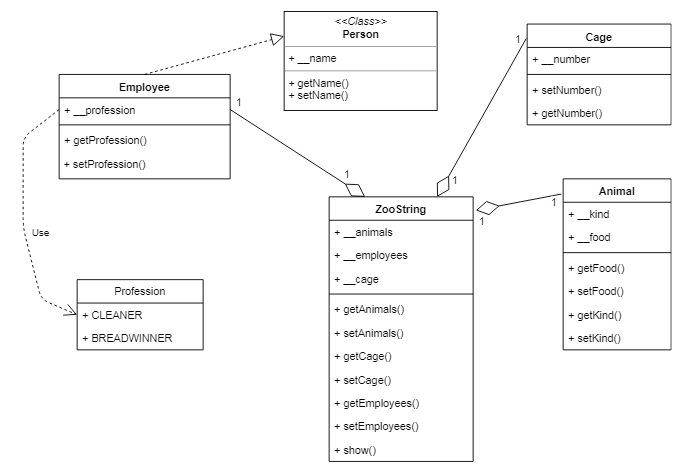 <<Class>>
Person
+ __name
+ getName()
+ setName()
Cage
+ __number
+ setNumber()
+ getNumber()
1
Employee
+ __profession
+ getProfession()
+ setProfession()
1
1
1
Use
ZooString
+ __animals
+ __employees
+ __cage
+ getAnimals()
+ setAnimals()
+ getCage()
+ setCage()
+ getEmployees()
+ setEmployees()
+ show()
Animal
+ __kind
+ __food
+ getFood()
+ setFood()
+ getKind()
+ setKind()
1
1
Profession
+ CLEANER
+ BREADWINNER